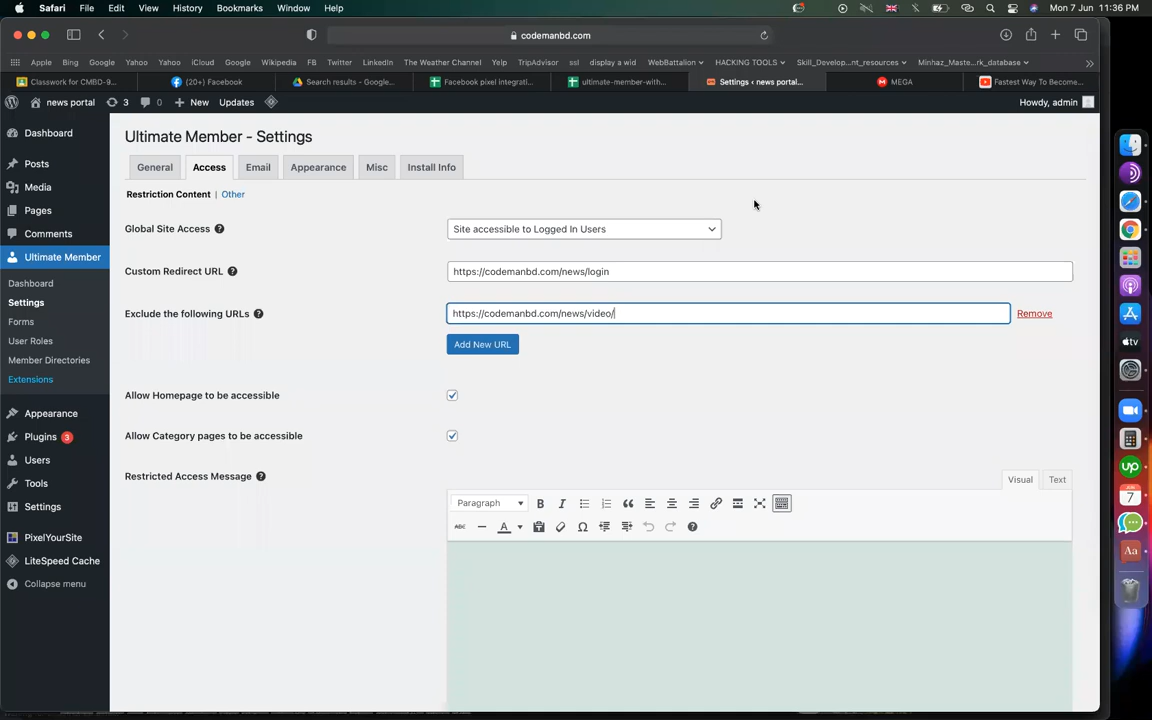 Safari File Edit View History Bookmarks Window Help Mon 7 Jun 11:36 PM
codemanbd.com
Apple Bing Google Yahoo Yahoo iCloud Google Wikipedia FB Twitter LinkedIn The Weather Channel Yelp TripAdvisor ssl display a wid WebBattalion HACKING TOOLS Skill_Develop...nt_resources Minhaz_Maste...rk_database
Classwork for CMBD-9... (20+) Facebook Search results - Google... Facebook pixel integrati... ultimate-member-with... Settings ‹ news portal... MEGA Fastest Way To Become...
news portal 3 0 New Updates Howdy, admin
Dashboard
Posts
Media
Pages
Comments
Ultimate Member
Dashboard
Settings
Forms
User Roles
Member Directories
Extensions
Appearance
Plugins 3
Users
Tools
Settings
PixelYourSite
LiteSpeed Cache
Collapse menu
Ultimate Member - Settings
General Access Email Appearance Misc Install Info
Restriction Content | Other
Global Site Access Site accessible to Logged In Users
Custom Redirect URL https://codemanbd.com/news/login
Exclude the following URLs https://codemanbd.com/news/video/ Remove
Add New URL
Allow Homepage to be accessible
Allow Category pages to be accessible
Restricted Access Message Visual Text
Paragraph B I
ABC A
tv
up
7
Aa